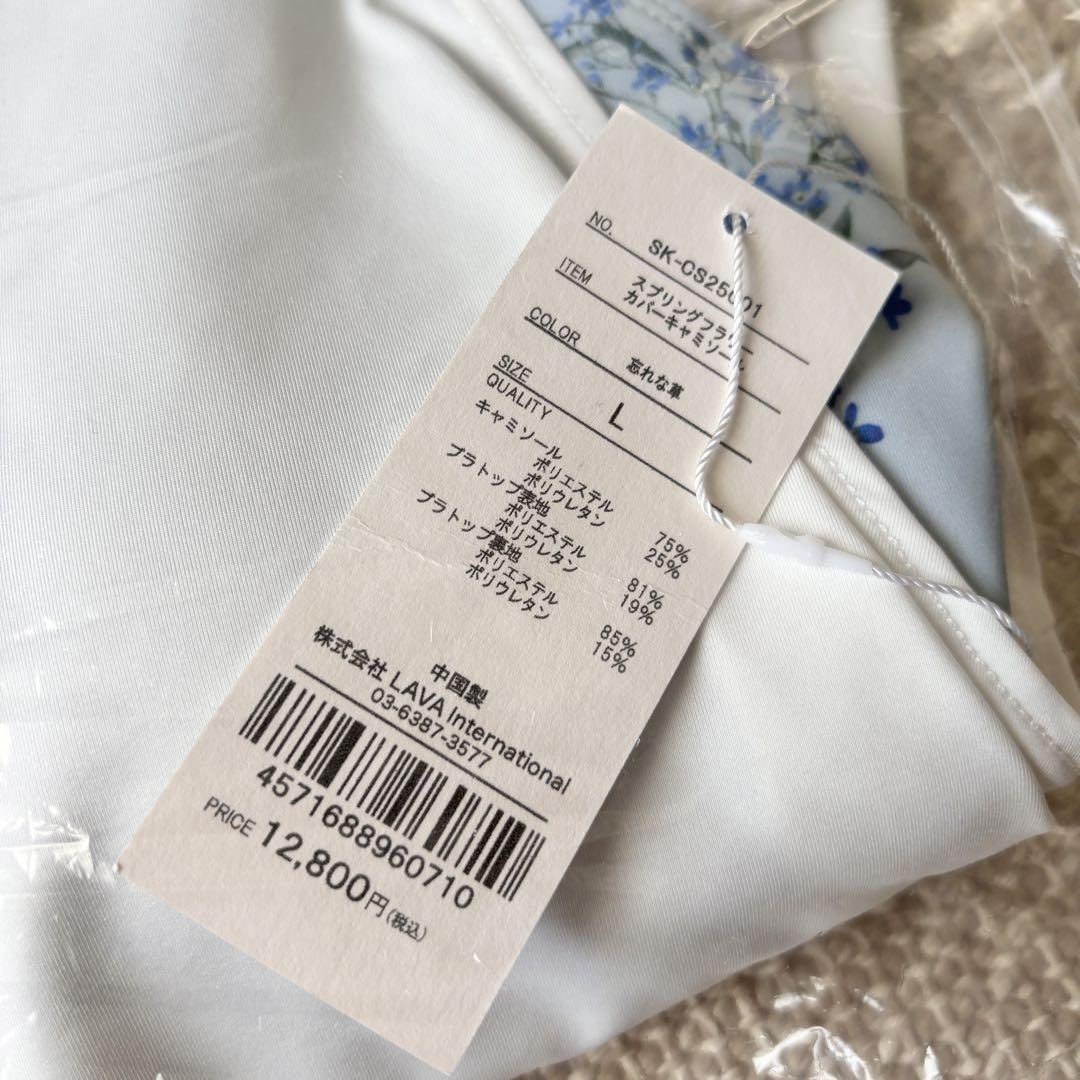 NO. SK-CS25001
ITEM スプリングフラワー
カバーキャミソール
COLOR 忘れな草
SIZE L
QUALITY
キャミソール
ポリエステル 75%
ポリウレタン 25%
ブラトップ表地
ポリエステル 81%
ポリウレタン 19%
ブラトップ裏地
ポリエステル 85%
ポリウレタン 15%
中国製
株式会社 LAVA International
03-6387-3577
4571688960710
PRICE 12,800円(税込)